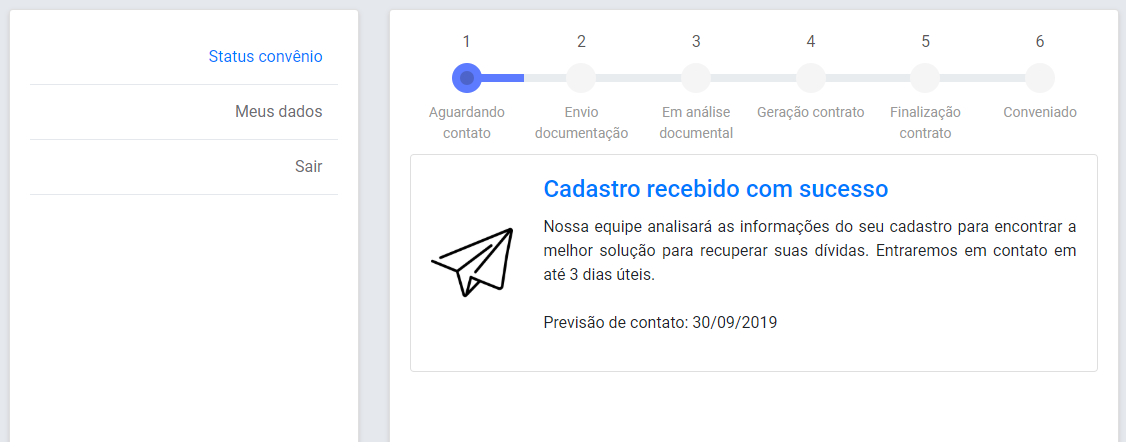 Status convênio
Meus dados
Sair
1
2
3
4
5
6
Aguardando
contato
Envio
documentação
Em análise
documental
Geração contrato
Finalização
contrato
Conveniado
Cadastro recebido com sucesso
Nossa equipe analisará as informações do seu cadastro para encontrar a
melhor solução para recuperar suas dívidas. Entraremos em contato em
até 3 dias úteis.
Previsão de contato: 30/09/2019